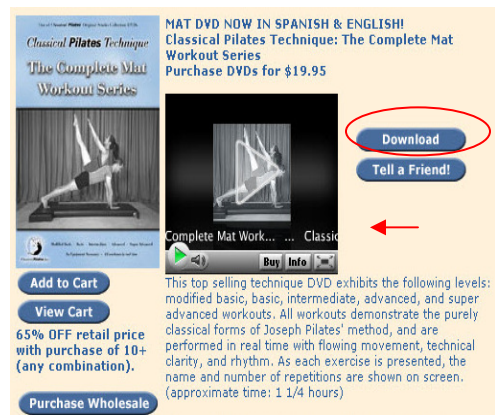 MAT DVD NOW IN SPANISH & ENGLISH!
Classical Pilates Technique: The Complete Mat
Workout Series
Purchase DVDs for $19.95
Classical Pilates Technique
The Complete Mat
Workout Series
Complete Mat Work... ... Classic
Buy Info
Download
Tell a Friend!
Add to Cart
View Cart
65% OFF retail price
with purchase of 10+
(any combination).
Purchase Wholesale
This top selling technique DVD exhibits the following levels:
modified basic, basic, intermediate, advanced, and super
advanced workouts. All workouts demonstrate the purely
classical forms of Joseph Pilates' method, and are
performed in real time with flowing movement, technical
clarity, and rhythm. As each exercise is presented, the
name and number of repetitions are shown on screen.
(approximate time: 1 1/4 hours)